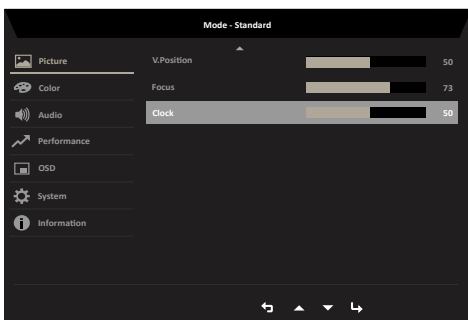 Mode - Standard
Picture
V.Position 50
Color
Focus 73
Audio
Clock 50
Performance
OSD
System
Information